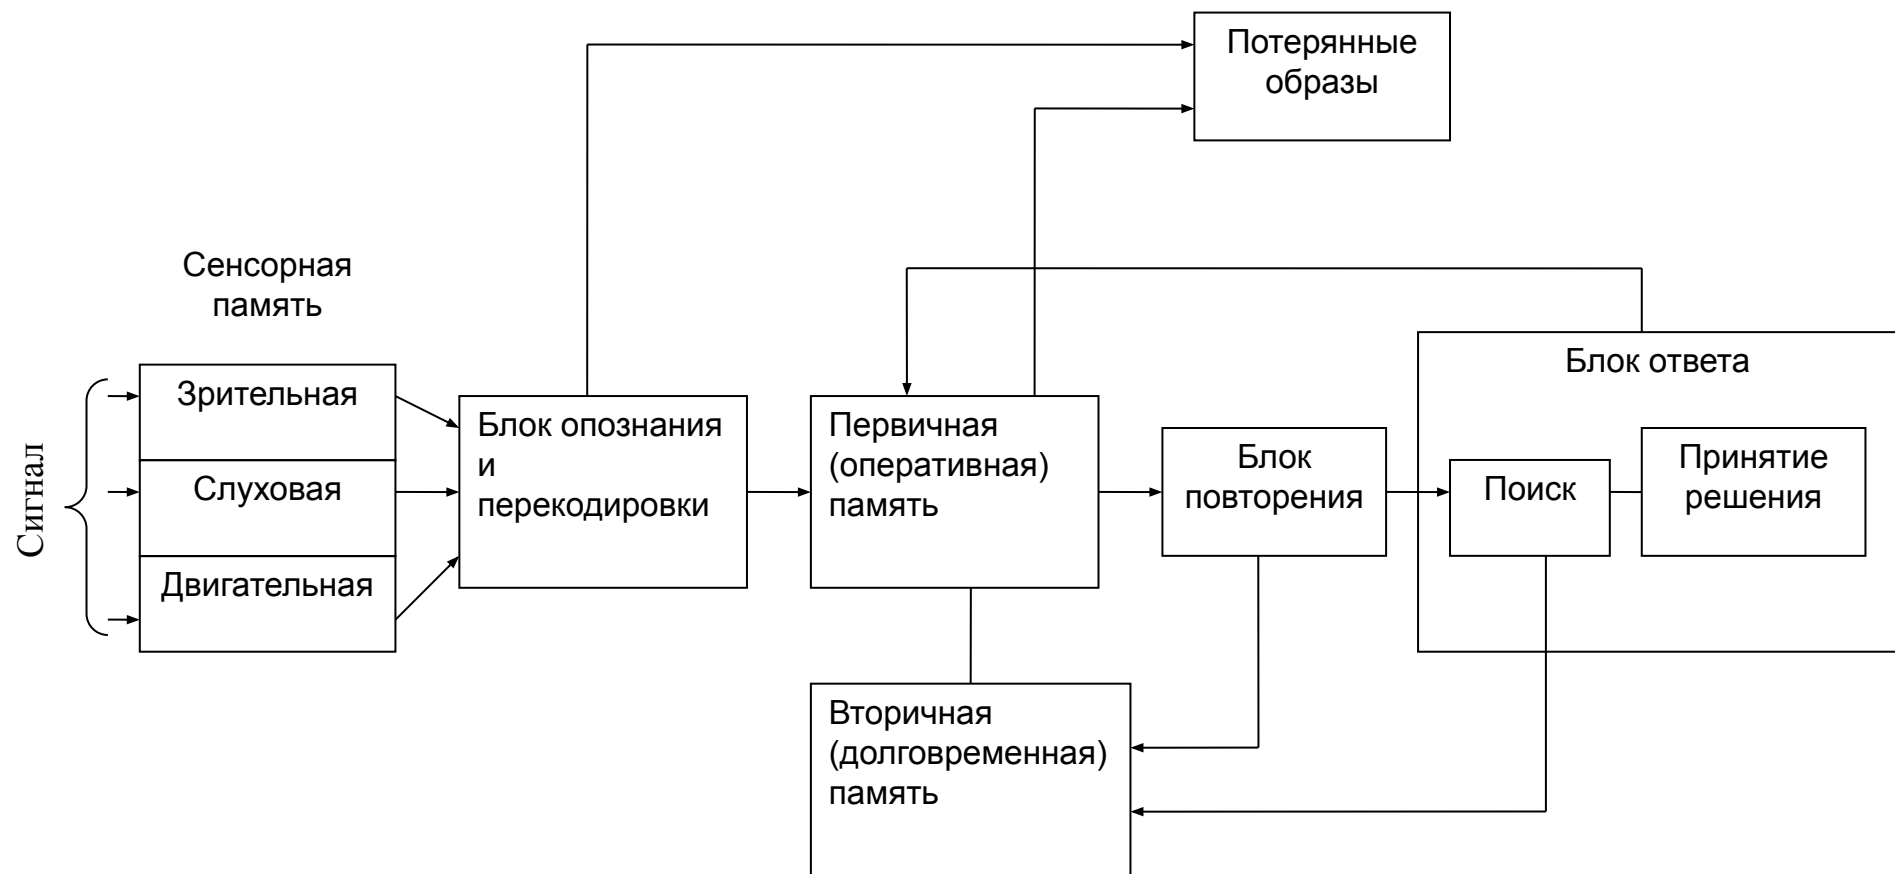 Потерянные
образы
Сенсорная
память
Сигнал
Зрительная
Слуховая
Двигательная
Блок опознания
и
перекодировки
Первичная
(оперативная)
память
Блок
повторения
Блок ответа
Поиск
Принятие
решения
Вторичная
(долговременная)
память